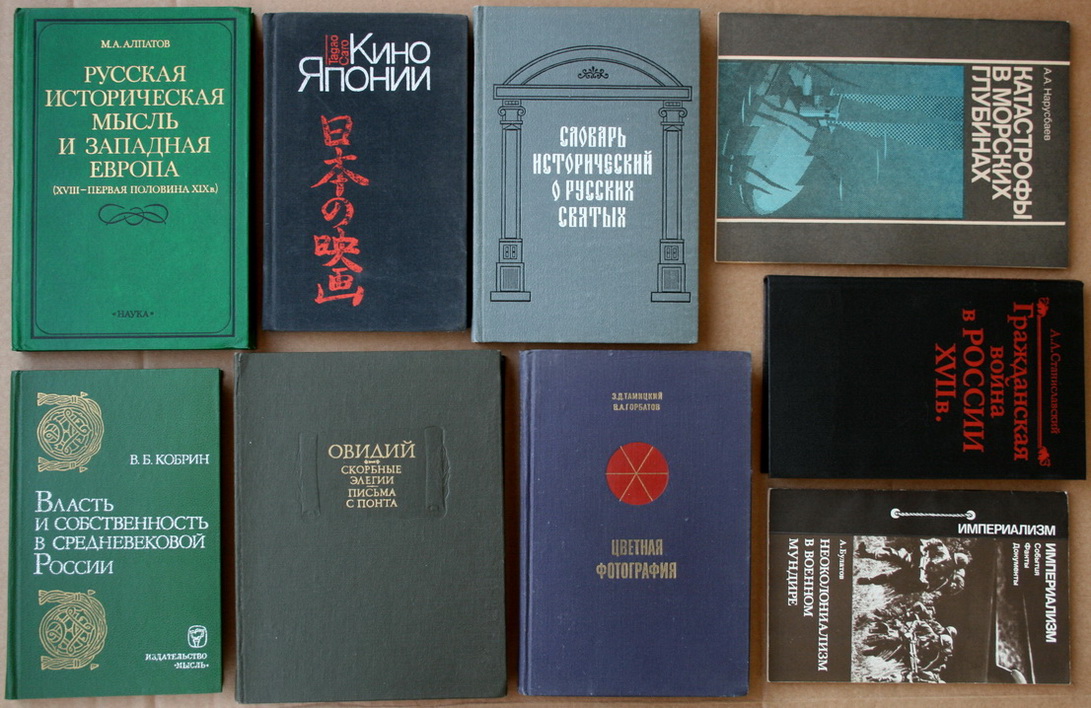 М.А. АЛПАТОВ
РУССКАЯ
ИСТОРИЧЕСКАЯ
МЫСЛЬ
И ЗАПАДНАЯ
ЕВРОПА
(XVIII – ПЕРВАЯ ПОЛОВИНА XIX в.)
«НАУКА»
Тадао
Сато
Кино
Японии
日本の映画
СЛОВАРЬ
ИСТОРИЧЕСКИЙ
О РУССКИХ
СВЯТЫХ
А.А. Нарусбаев
КАТАСТРОФЫ
В МОРСКИХ
ГЛУБИНАХ
А.Л.Станиславский
Гражданская
война
в РОССИИ
XVII в.
В. Б. КОБРИН
ВЛАСТЬ
И СОБСТВЕННОСТЬ
В СРЕДНЕВЕКОВОЙ
РОССИИ
ИЗДАТЕЛЬСТВО
«МЫСЛЬ»
ОВИДИЙ
СКОРБНЫЕ
ЭЛЕГИИ
ПИСЬМА
С ПОНТА
Э.Д.ТАМИЦКИЙ
В.А.ГОРБАТОВ
ЦВЕТНАЯ
ФОТОГРАФИЯ
ИМПЕРИАЛИЗМ
ИМПЕРИАЛИЗМ
События
Факты
Документы
А.Булатов
НЕОКОЛОНИАЛИЗМ
В ВОЕННОМ
МУНДИРЕ